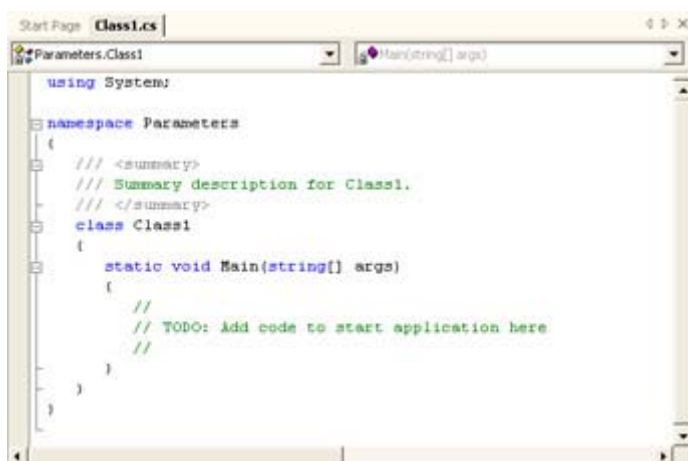 Start Page Class1.cs
Parameters.Class1 Main(string[] args)
using System;
namespace Parameters
{
/// <summary>
/// Summary description for Class1.
/// </summary>
class Class1
{
static void Main(string[] args)
{
//
// TODO: Add code to start application here
//
}
}
}